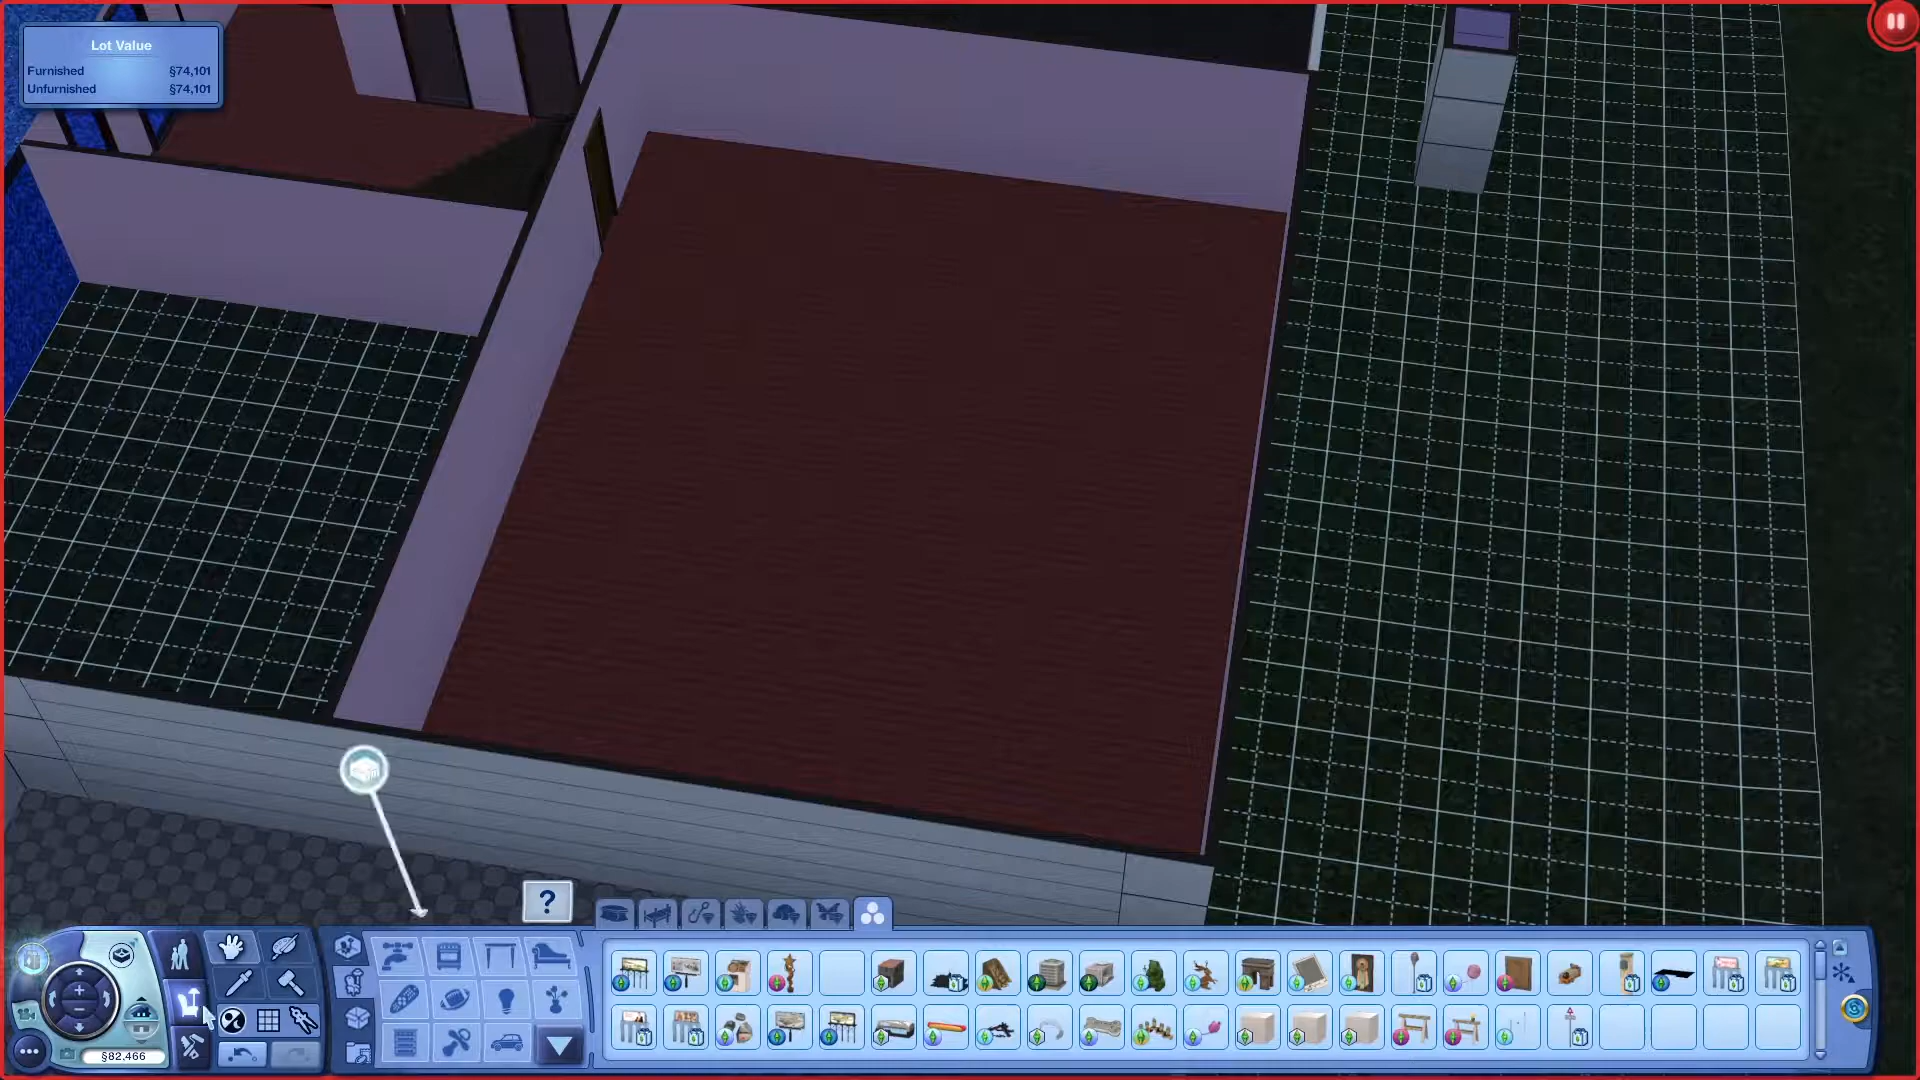 Lot Value
Furnished §74,101
Unfurnished §74,101
?
§82,466